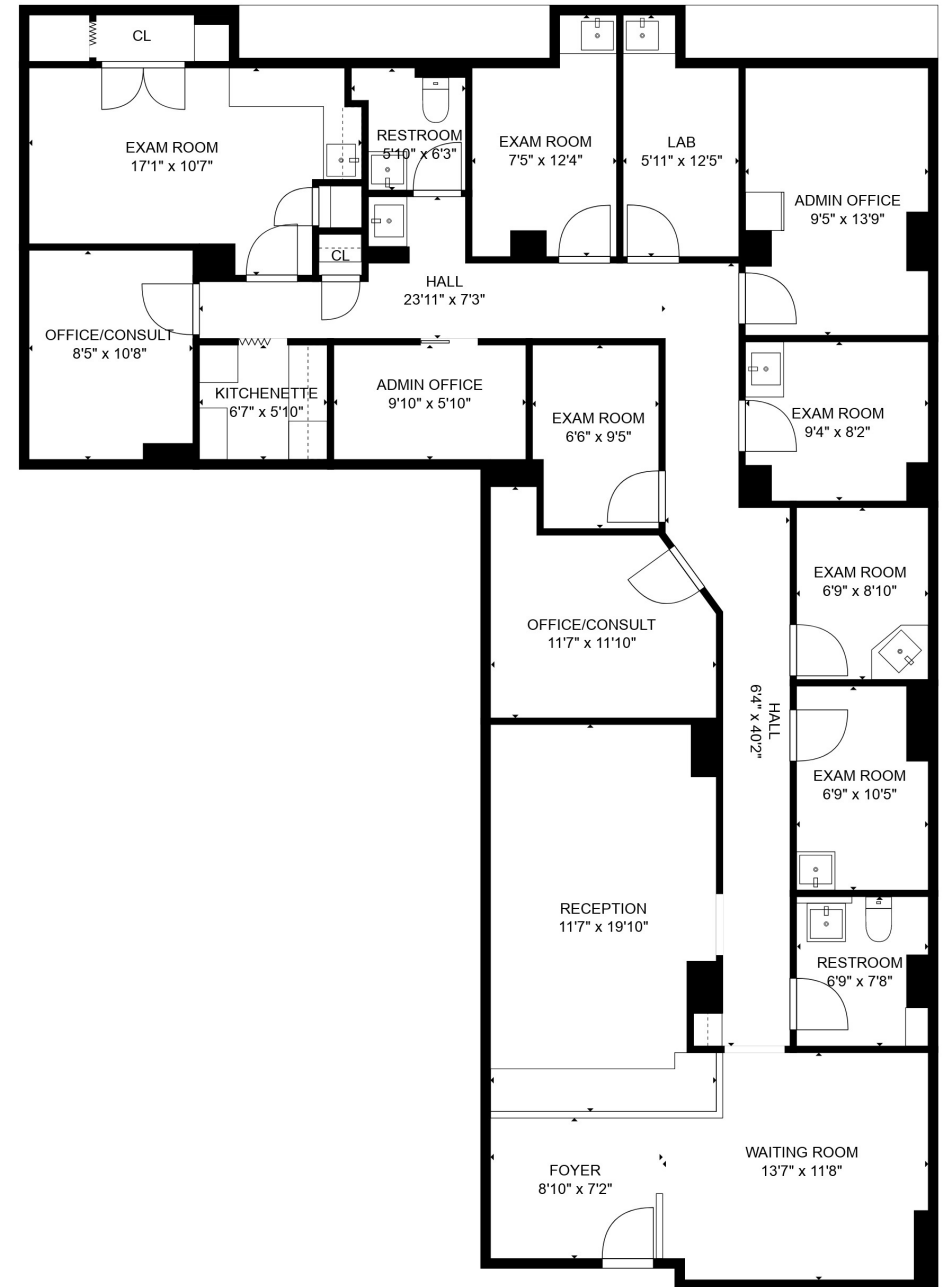 CL
EXAM ROOM
17'1" x 10'7"
RESTROOM
5'10" x 6'3"
EXAM ROOM
7'5" x 12'4"
LAB
5'11" x 12'5"
ADMIN OFFICE
9'5" x 13'9"
CL
HALL
23'11" x 7'3"
OFFICE/CONSULT
8'5" x 10'8"
KITCHENETTE
6'7" x 5'10"
ADMIN OFFICE
9'10" x 5'10"
EXAM ROOM
6'6" x 9'5"
EXAM ROOM
9'4" x 8'2"
EXAM ROOM
6'9" x 8'10"
OFFICE/CONSULT
11'7" x 11'10"
HALL
6'4" x 40'2"
EXAM ROOM
6'9" x 10'5"
RECEPTION
11'7" x 19'10"
RESTROOM
6'9" x 7'8"
WAITING ROOM
13'7" x 11'8"
FOYER
8'10" x 7'2"